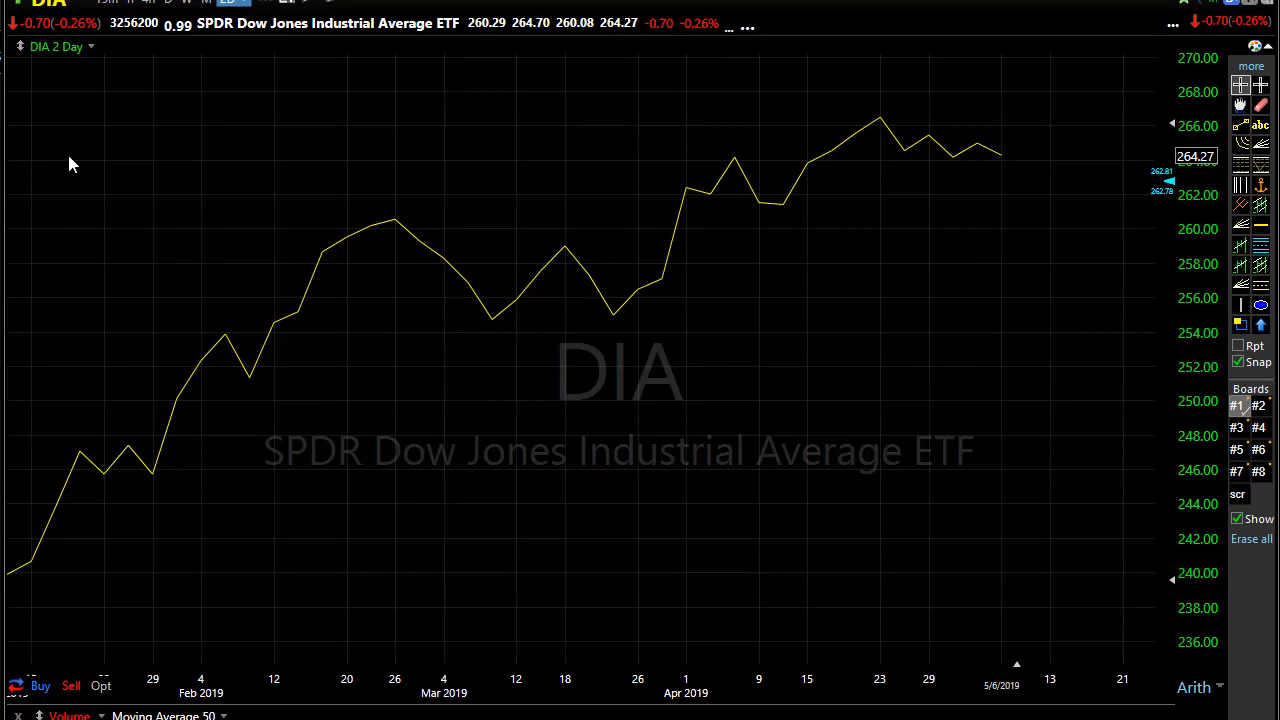 DIA
-0.70(-0.26%) 3256200 0.99 SPDR Dow Jones Industrial Average ETF 260.29 264.70 260.08 264.27 -0.70 -0.26% ... ... ... -0.70(-0.26%)
DIA 2 Day
more
abc
270.00
268.00
266.00
264.27
262.81
262.78
262.00
260.00
258.00
256.00
254.00
252.00
250.00
248.00
246.00
244.00
242.00
240.00
238.00
236.00
DIA
SPDR Dow Jones Industrial Average ETF
Rpt
Snap
Boards
#1 #2
#3 #4
#5 #6
#7 #8
scr
Show
Erase all
29 4 12 20 26 4 12 18 26 1 9 15 23 29 5/6/2019 13 21
Feb 2019 Mar 2019 Apr 2019
Buy Sell Opt
Arith
X Volume Moving Average 50